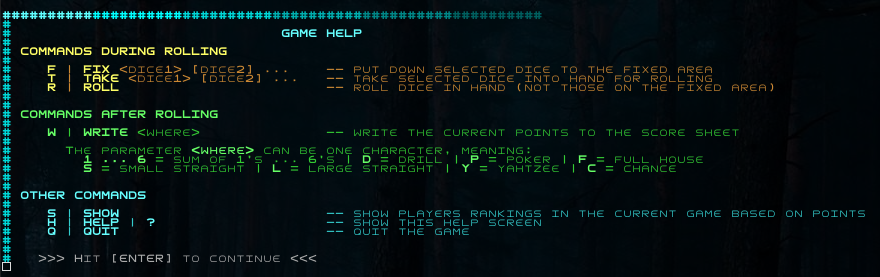 GAME HELP
COMMANDS DURING ROLLING
F | FIX <DICE1> [DICE2] ... -- PUT DOWN SELECTED DICE TO THE FIXED AREA
T | TAKE <DICE1> [DICE2] ... -- TAKE SELECTED DICE INTO HAND FOR ROLLING
R | ROLL -- ROLL DICE IN HAND (NOT THOSE ON THE FIXED AREA)
COMMANDS AFTER ROLLING
W | WRITE <WHERE> -- WRITE THE CURRENT POINTS TO THE SCORE SHEET
THE PARAMETER <WHERE> CAN BE ONE CHARACTER, MEANING:
1 ... 6 = SUM OF 1'S ... 6'S | D = DRILL | P = POKER | F = FULL HOUSE
S = SMALL STRAIGHT | L = LARGE STRAIGHT | Y = YAHTZEE | C = CHANCE
OTHER COMMANDS
S | SHOW -- SHOW PLAYERS RANKINGS IN THE CURRENT GAME BASED ON POINTS
H | HELP | ? -- SHOW THIS HELP SCREEN
Q | QUIT -- QUIT THE GAME
>>> HIT [ENTER] TO CONTINUE <<<